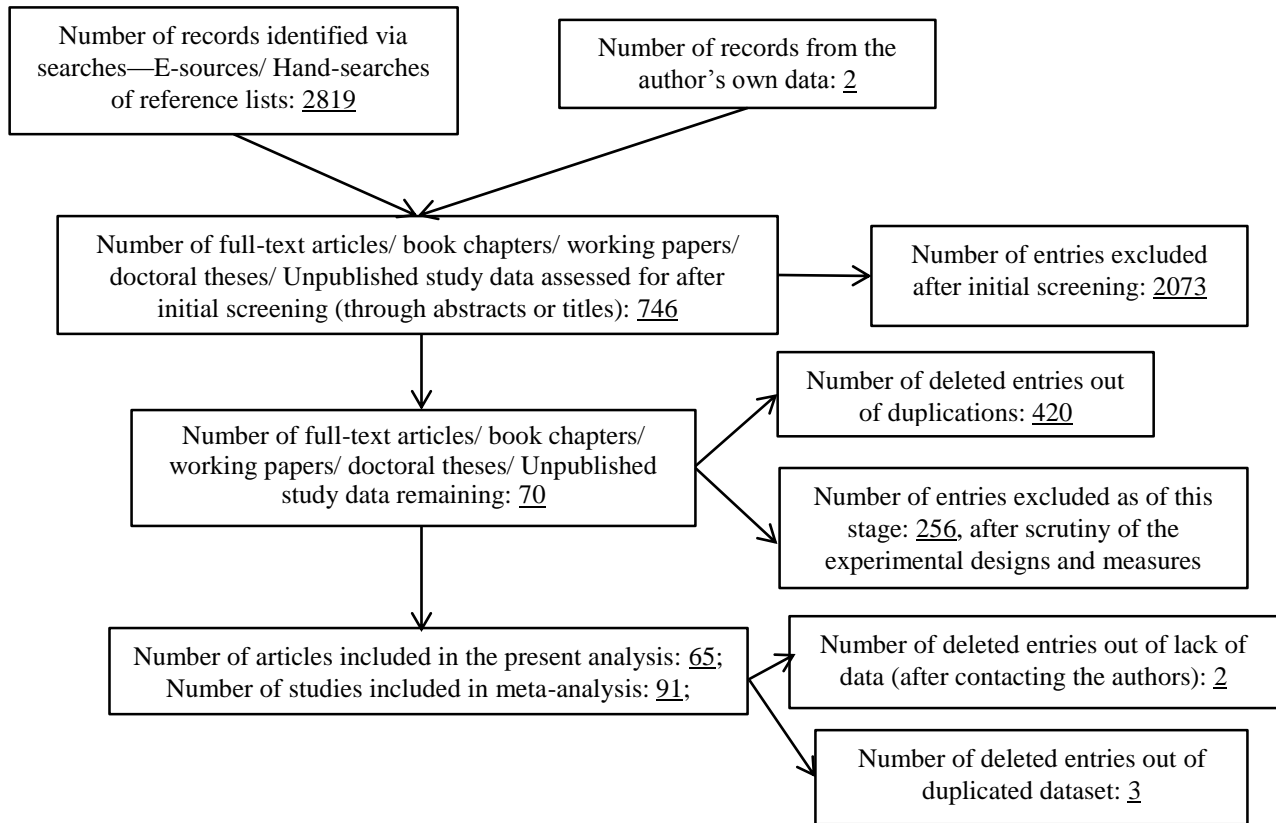 Number of records identified via
searches—E-sources/ Hand-searches
of reference lists: 2819
Number of records from the
author’s own data: 2
Number of full-text articles/ book chapters/ working papers/
doctoral theses/ Unpublished study data assessed for after
initial screening (through abstracts or titles): 746
Number of entries excluded
after initial screening: 2073
Number of deleted entries out
of duplications: 420
Number of full-text articles/ book chapters/
working papers/ doctoral theses/ Unpublished
study data remaining: 70
Number of entries excluded as of this
stage: 256, after scrutiny of the
experimental designs and measures
Number of articles included in the present analysis: 65;
Number of studies included in meta-analysis: 91;
Number of deleted entries out of lack of
data (after contacting the authors): 2
Number of deleted entries out of
duplicated dataset: 3